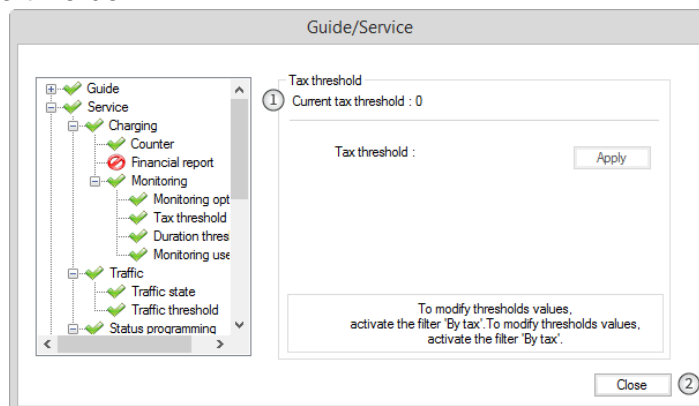 Guide/Service
Guide
Service
Charging
Counter
Financial report
Monitoring
Monitoring opt
Tax threshold
Duration thres
Monitoring use
Traffic
Traffic state
Traffic threshold
Status programming
Tax threshold
1 Current tax threshold : 0
Tax threshold :
Apply
To modify thresholds values,
activate the filter 'By tax'.To modify thresholds values,
activate the filter 'By tax'.
Close 2